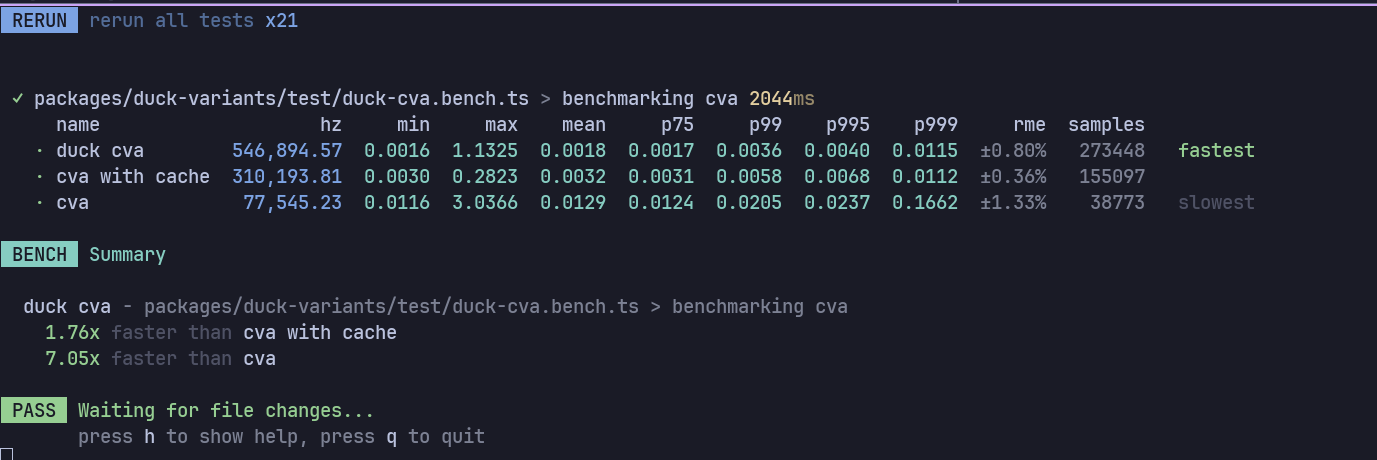 RERUN rerun all tests x21
✓ packages/duck-variants/test/duck-cva.bench.ts > benchmarking cva 2044ms
name hz min max mean p75 p99 p995 p999 rme samples
· duck cva 546,894.57 0.0016 1.1325 0.0018 0.0017 0.0036 0.0040 0.0115 ±0.80% 273448 fastest
· cva with cache 310,193.81 0.0030 0.2823 0.0032 0.0031 0.0058 0.0068 0.0112 ±0.36% 155097
· cva 77,545.23 0.0116 3.0366 0.0129 0.0124 0.0205 0.0237 0.1662 ±1.33% 38773 slowest
BENCH Summary
duck cva - packages/duck-variants/test/duck-cva.bench.ts > benchmarking cva
1.76x faster than cva with cache
7.05x faster than cva
PASS Waiting for file changes...
press h to show help, press q to quit